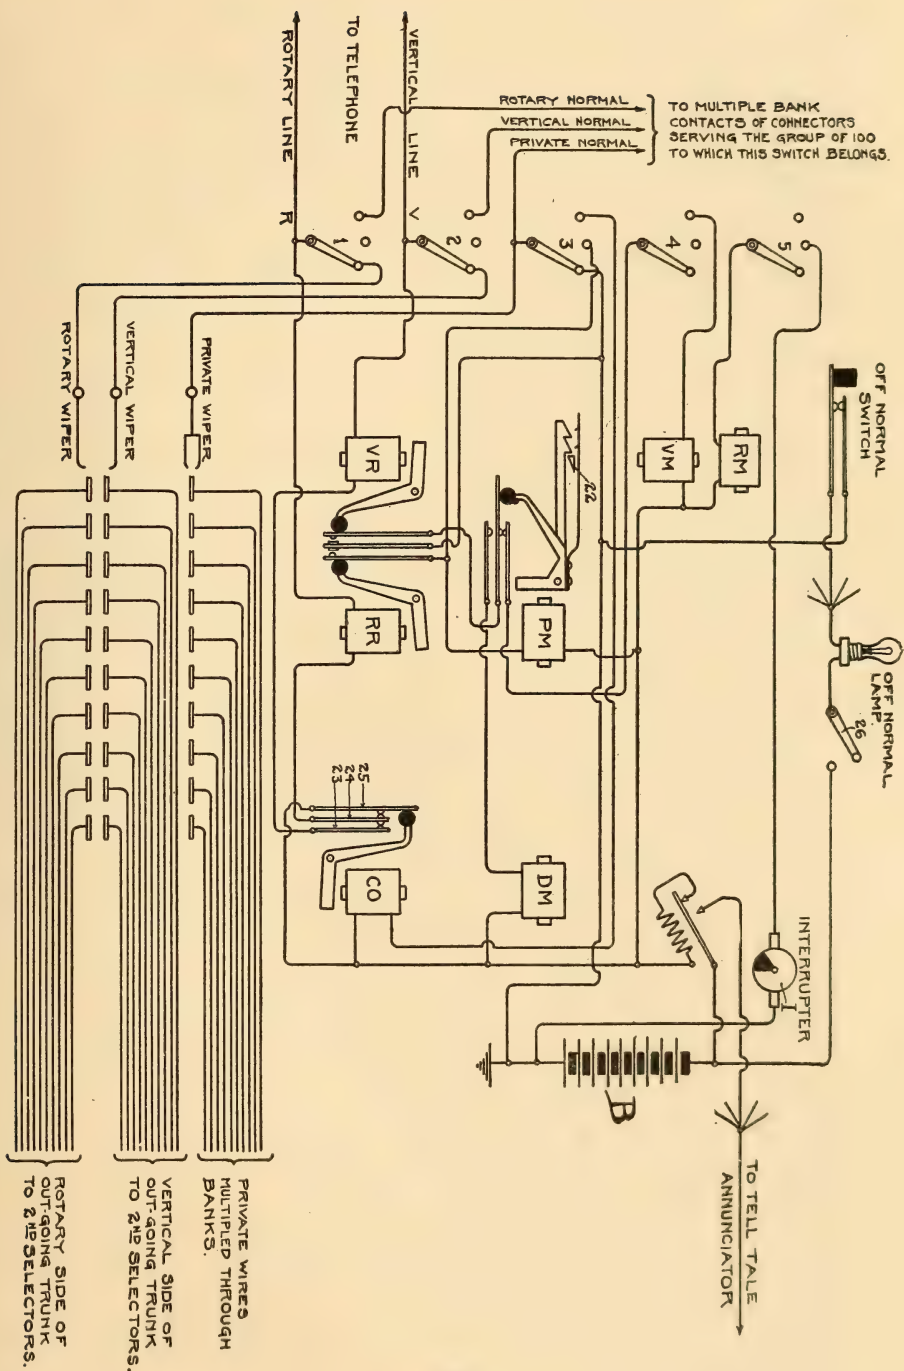 ROTARY NORMAL
VERTICAL NORMAL
PRIVATE NORMAL
TO MULTIPLE BANK
CONTACTS OF CONNECTORS
SERVING THE GROUP OF 100
TO WHICH THIS SWITCH BELONGS.
TO TELEPHONE
ROTARY LINE
R
VERTICAL LINE
V
1
2
3
4
5
ROTARY WIPER
VERTICAL WIPER
PRIVATE WIPER
VR
RR
22
PM
VM
RM
OFF NORMAL
SWITCH
OFF NORMAL
LAMP
26
25
24
23
CO
DM
INTERRUPTER
I
B
TO TELL TALE
ANNUNCIATOR
PRIVATE WIRES
MULTIPLED THROUGH
BANKS.
VERTICAL SIDE OF
OUT-GOING TRUNK
TO 2ND SELECTORS.
ROTARY SIDE OF
OUT-GOING TRUNK
TO 2ND SELECTORS.